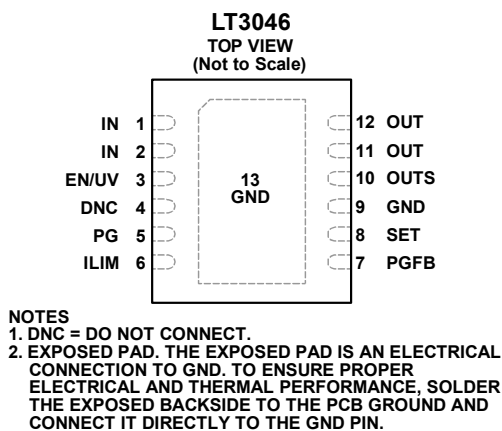 LT3046
TOP VIEW
(Not to Scale)
IN 1
IN 2
EN/UV 3
DNC 4
PG 5
ILIM 6
13
GND
12 OUT
11 OUT
10 OUTS
9 GND
8 SET
7 PGFB
NOTES
1. DNC = DO NOT CONNECT.
2. EXPOSED PAD. THE EXPOSED PAD IS AN ELECTRICAL
CONNECTION TO GND. TO ENSURE PROPER
ELECTRICAL AND THERMAL PERFORMANCE, SOLDER
THE EXPOSED BACKSIDE TO THE PCB GROUND AND
CONNECT IT DIRECTLY TO THE GND PIN.